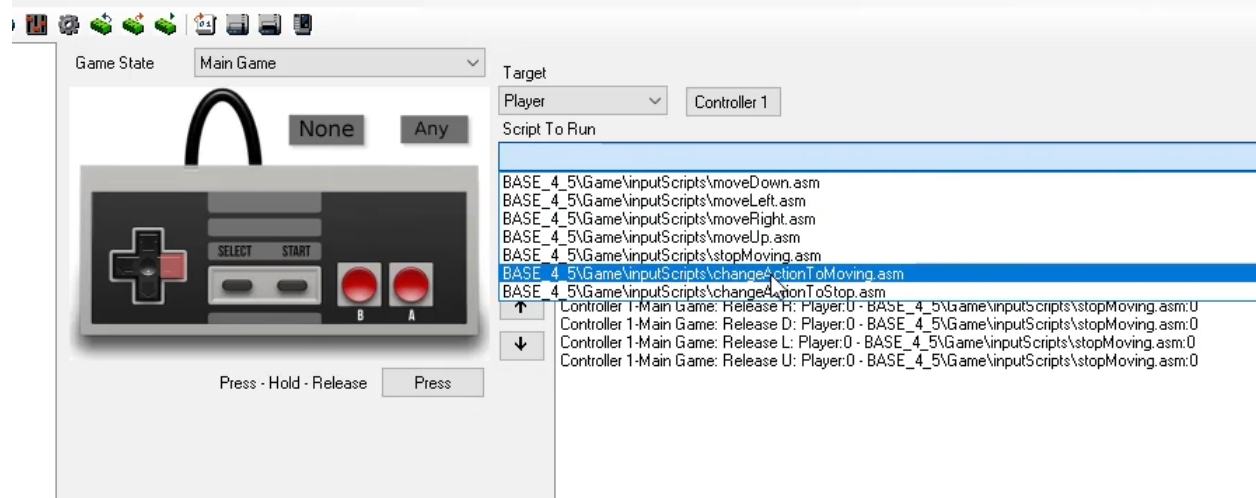 Game State
Main Game
Target
Player
Controller 1
Script To Run
None
Any
SELECT
START
B
A
BASE_4_5\Game\inputScripts\moveDown.asm
BASE_4_5\Game\inputScripts\moveLeft.asm
BASE_4_5\Game\inputScripts\moveRight.asm
BASE_4_5\Game\inputScripts\moveUp.asm
BASE_4_5\Game\inputScripts\stopMoving.asm
BASE_4_5\Game\inputScripts\changeActionToMoving.asm
BASE_4_5\Game\inputScripts\changeActionToStop.asm
Controller 1-Main Game: Release R: Player:0 - BASE_4_5\Game\inputScripts\stopMoving.asm:0
Controller 1-Main Game: Release D: Player:0 - BASE_4_5\Game\inputScripts\stopMoving.asm:0
Controller 1-Main Game: Release L: Player:0 - BASE_4_5\Game\inputScripts\stopMoving.asm:0
Controller 1-Main Game: Release U: Player:0 - BASE_4_5\Game\inputScripts\stopMoving.asm:0
Press - Hold - Release
Press